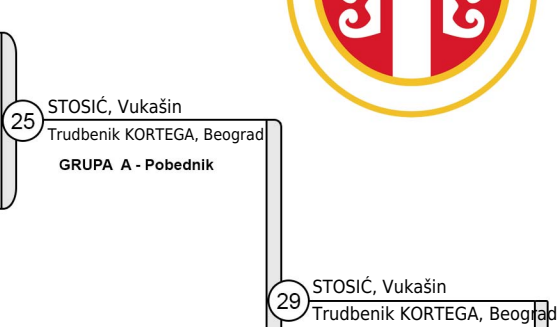 25
STOSIĆ, Vukašin
Trudbenik KORTEGA, Beograd
GRUPA A - Pobednik
29
STOSIĆ, Vukašin
Trudbenik KORTEGA, Beograd